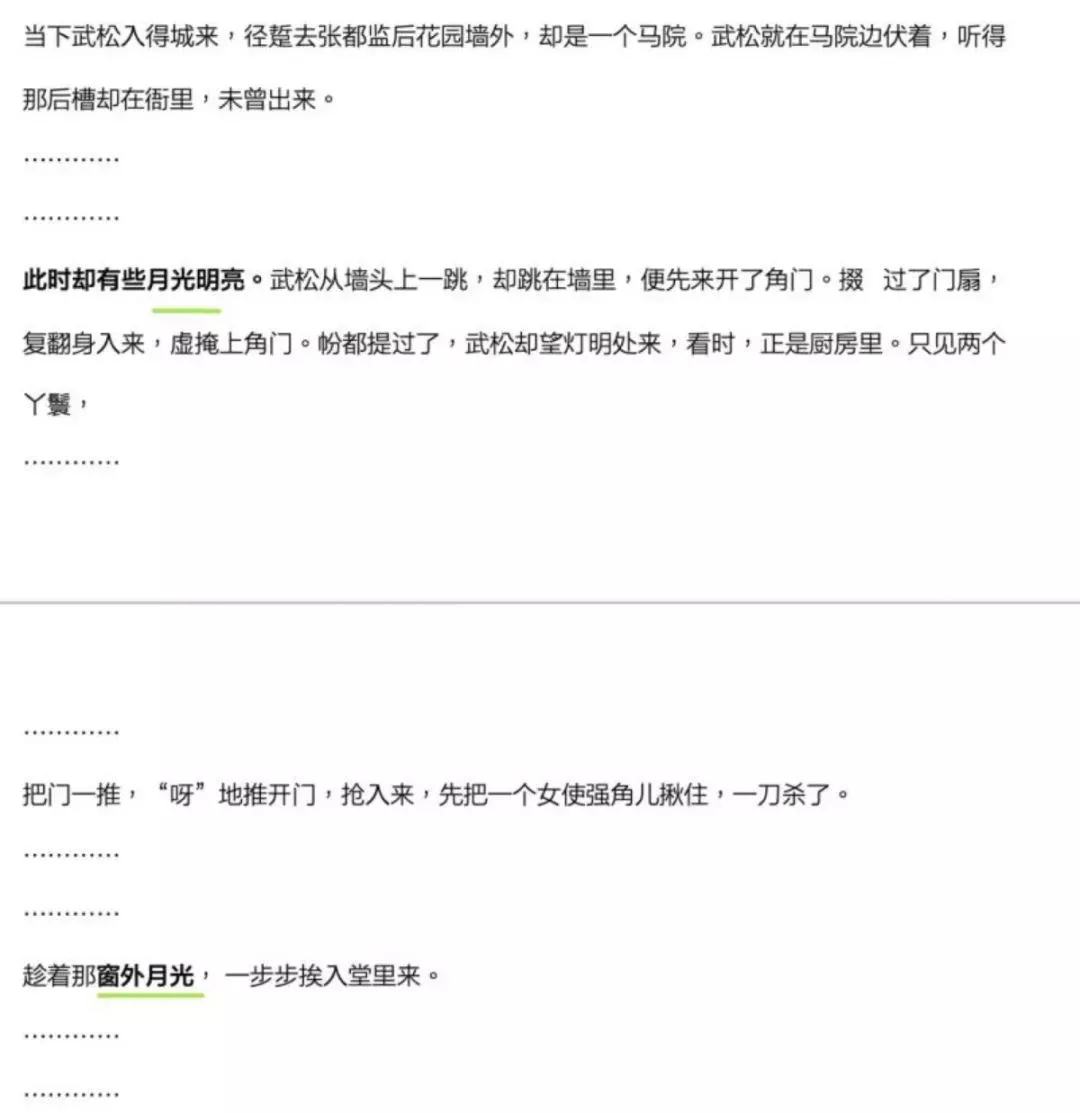 当下武松入得城来，径踅去张都监后花园墙外，却是一个马院。武松就在马院边伏着，听得
那后槽却在衙里，未曾出来。
…………
…………
此时却有些月光明亮。武松从墙头上一跳，却跳在墙里，便先来开了角门。掇 过了门扇，
复翻身入来，虚掩上角门。帉都提过了，武松却望灯明处来，看时，正是厨房里。只见两个
丫鬟，
…………
…………
把门一推，“呀”地推开门，抢入来，先把一个女使强角儿揪住，一刀杀了。
…………
…………
趁着那窗外月光， 一步步挨入堂里来。
…………
…………